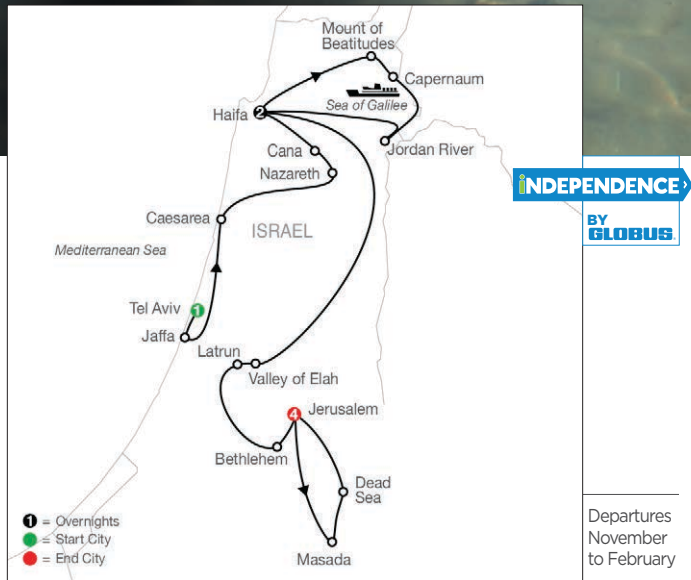 Mount of
Beatitudes
Capernaum
Sea of Galilee
Haifa
2
Jordan River
Cana
Nazareth
iNDEPENDENCE
BY
GLOBUS.
Caesarea
ISRAEL
Mediterranean Sea
Tel Aviv
1
Jaffa
Latrun
Valley of Elah
4
Jerusalem
Bethlehem
Dead
Sea
Masada
1 = Overnights
= Start City
= End City
Departures
November
to February